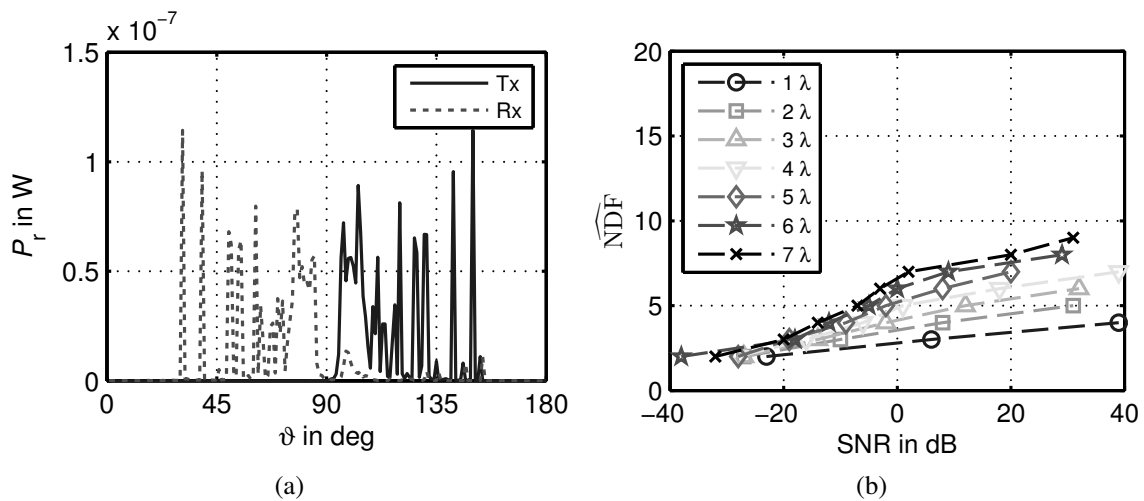 x 10⁻⁷
1.5
1
0.5
0
P_r in W
Tx
Rx
0 45 90 135 180
ϑ in deg
(a)
20
15
10
5
0
\widehat{NDF}
1 λ
2 λ
3 λ
4 λ
5 λ
6 λ
7 λ
−40 −20 0 20 40
SNR in dB
(b)